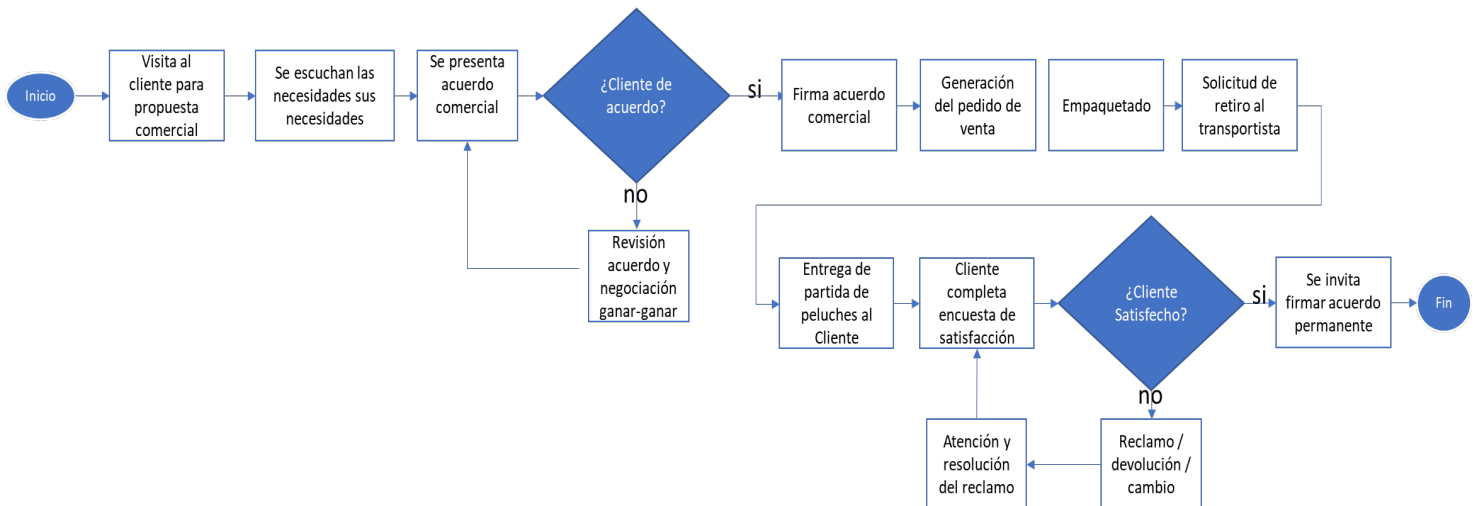 Inicio
Visita al
cliente para
propuesta
comercial
Se escuchan las
necesidades sus
necesidades
Se presenta
acuerdo
comercial
¿Cliente de
acuerdo?
si
Firma acuerdo
comercial
Generación
del pedido de
venta
Empaquetado
Solicitud de
retiro al
transportista
no
Revisión
acuerdo y
negociación
ganar-ganar
Entrega de
partida de
peluches al
Cliente
Cliente
completa
encuesta de
satisfacción
¿Cliente
Satisfecho?
si
Se invita
firmar acuerdo
permanente
Fin
no
Atención y
resolución
del reclamo
Reclamo /
devolución /
cambio